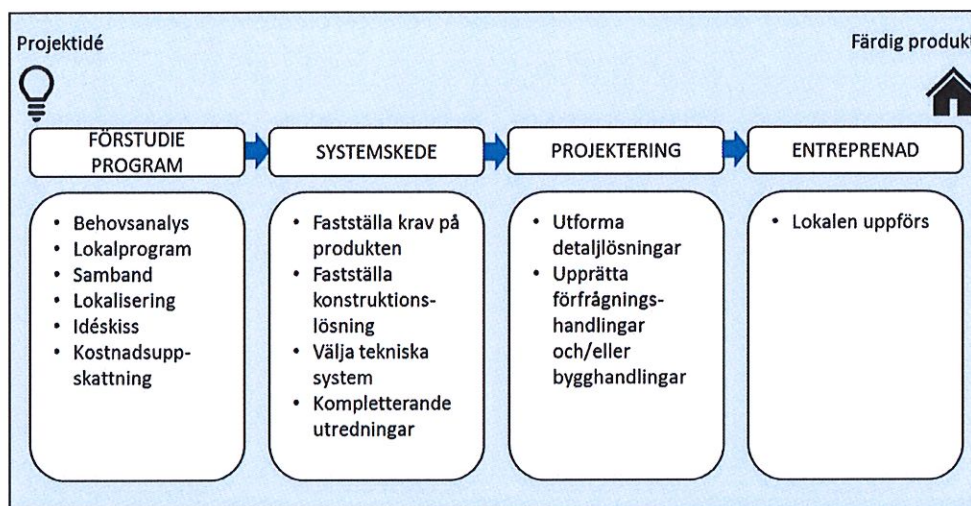 Projektidé
Färdig produkt
FÖRSTUDIE
PROGRAM
SYSTEMSKEDE
PROJEKTERING
ENTREPRENAD
• Behovsanalys
• Lokalprogram
• Samband
• Lokalisering
• Idéskiss
• Kostnadsupp-
skattning
• Fastställa krav på
produkten
• Fastställa
konstruktions-
lösning
• Välja tekniska
system
• Kompletterande
utredningar
• Utforma
detaljlösningar
• Upprätta
förfrågnings-
handlingar
och/eller
bygghandlingar
• Lokalen uppförs